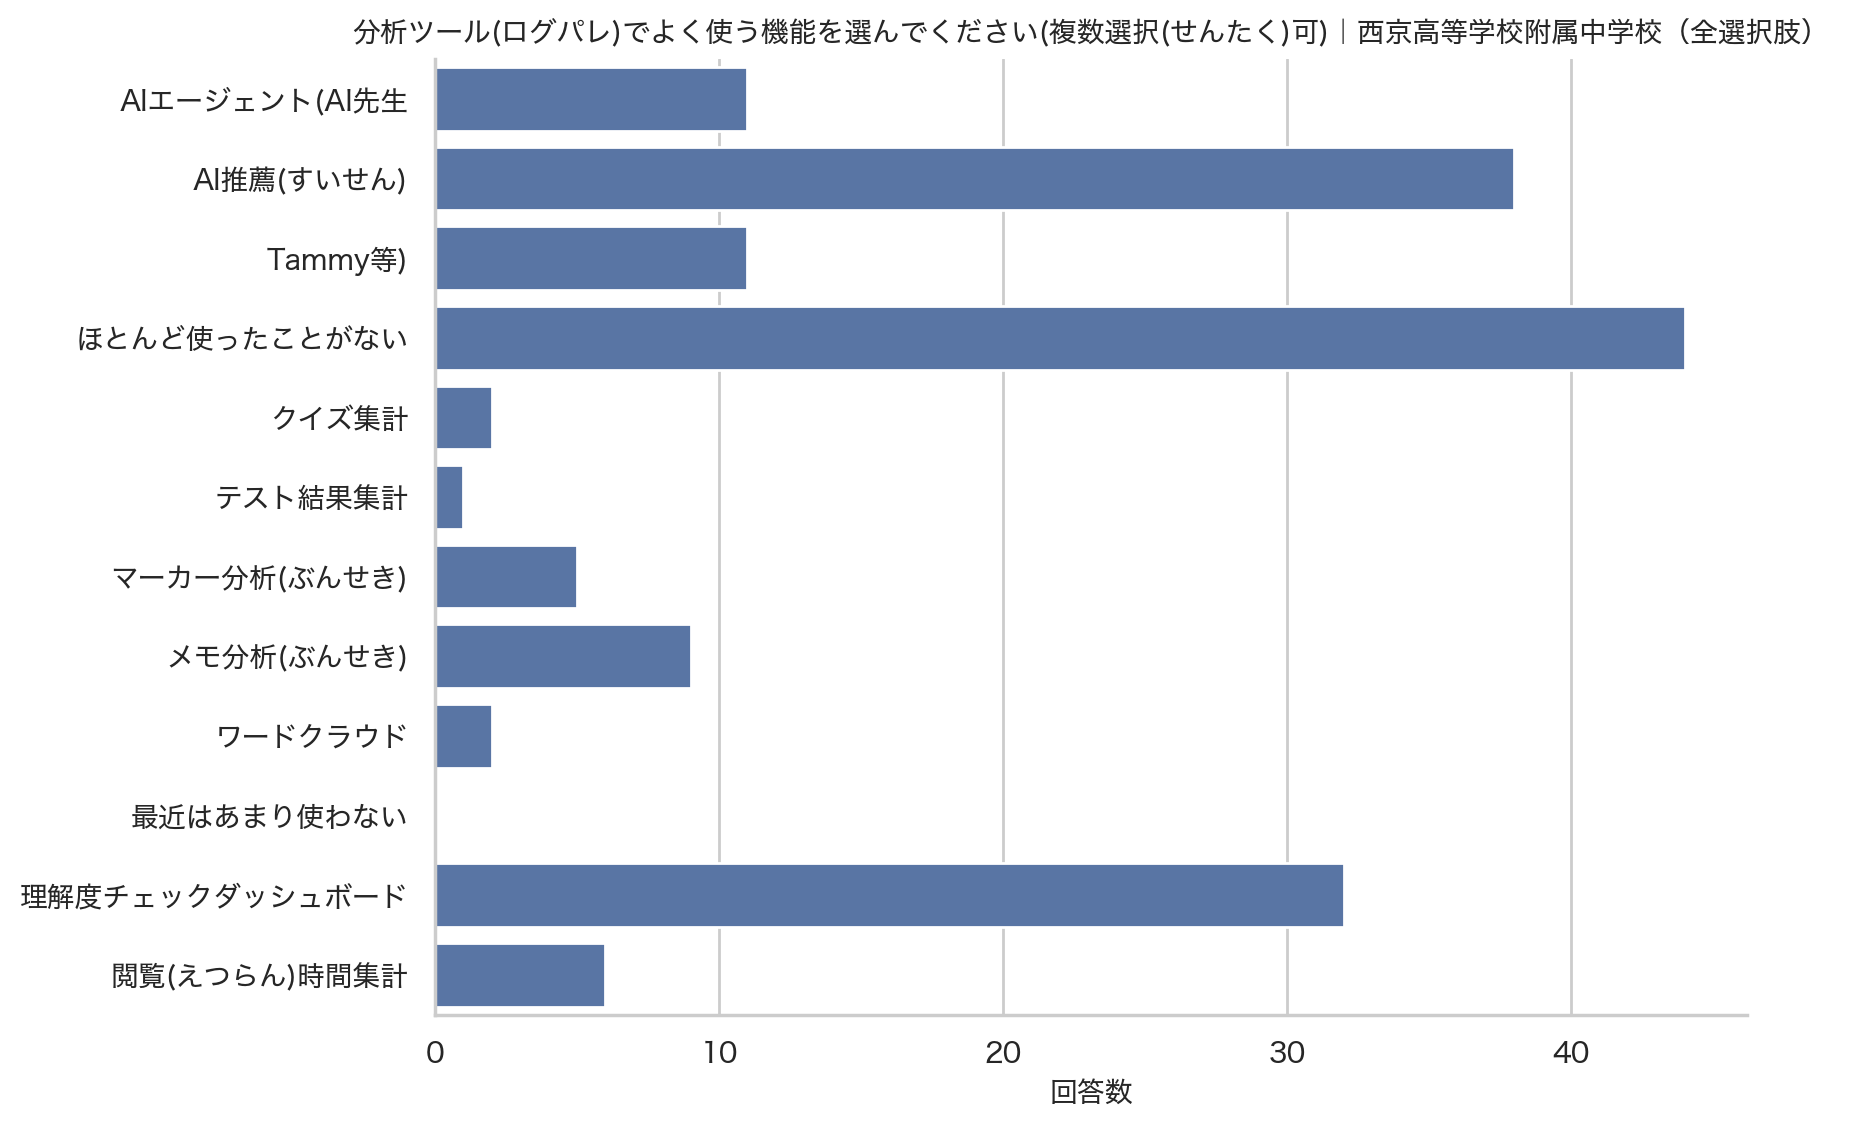 分析ツール(ログパレ)でよく使う機能を選んでください(複数選択(せんたく)可)｜西京高等学校附属中学校（全選択肢）
AIエージェント(AI先生
AI推薦(すいせん)
Tammy等)
ほとんど使ったことがない
クイズ集計
テスト結果集計
マーカー分析(ぶんせき)
メモ分析(ぶんせき)
ワードクラウド
最近はあまり使わない
理解度チェックダッシュボード
閲覧(えつらん)時間集計
0 10 20 30 40
回答数